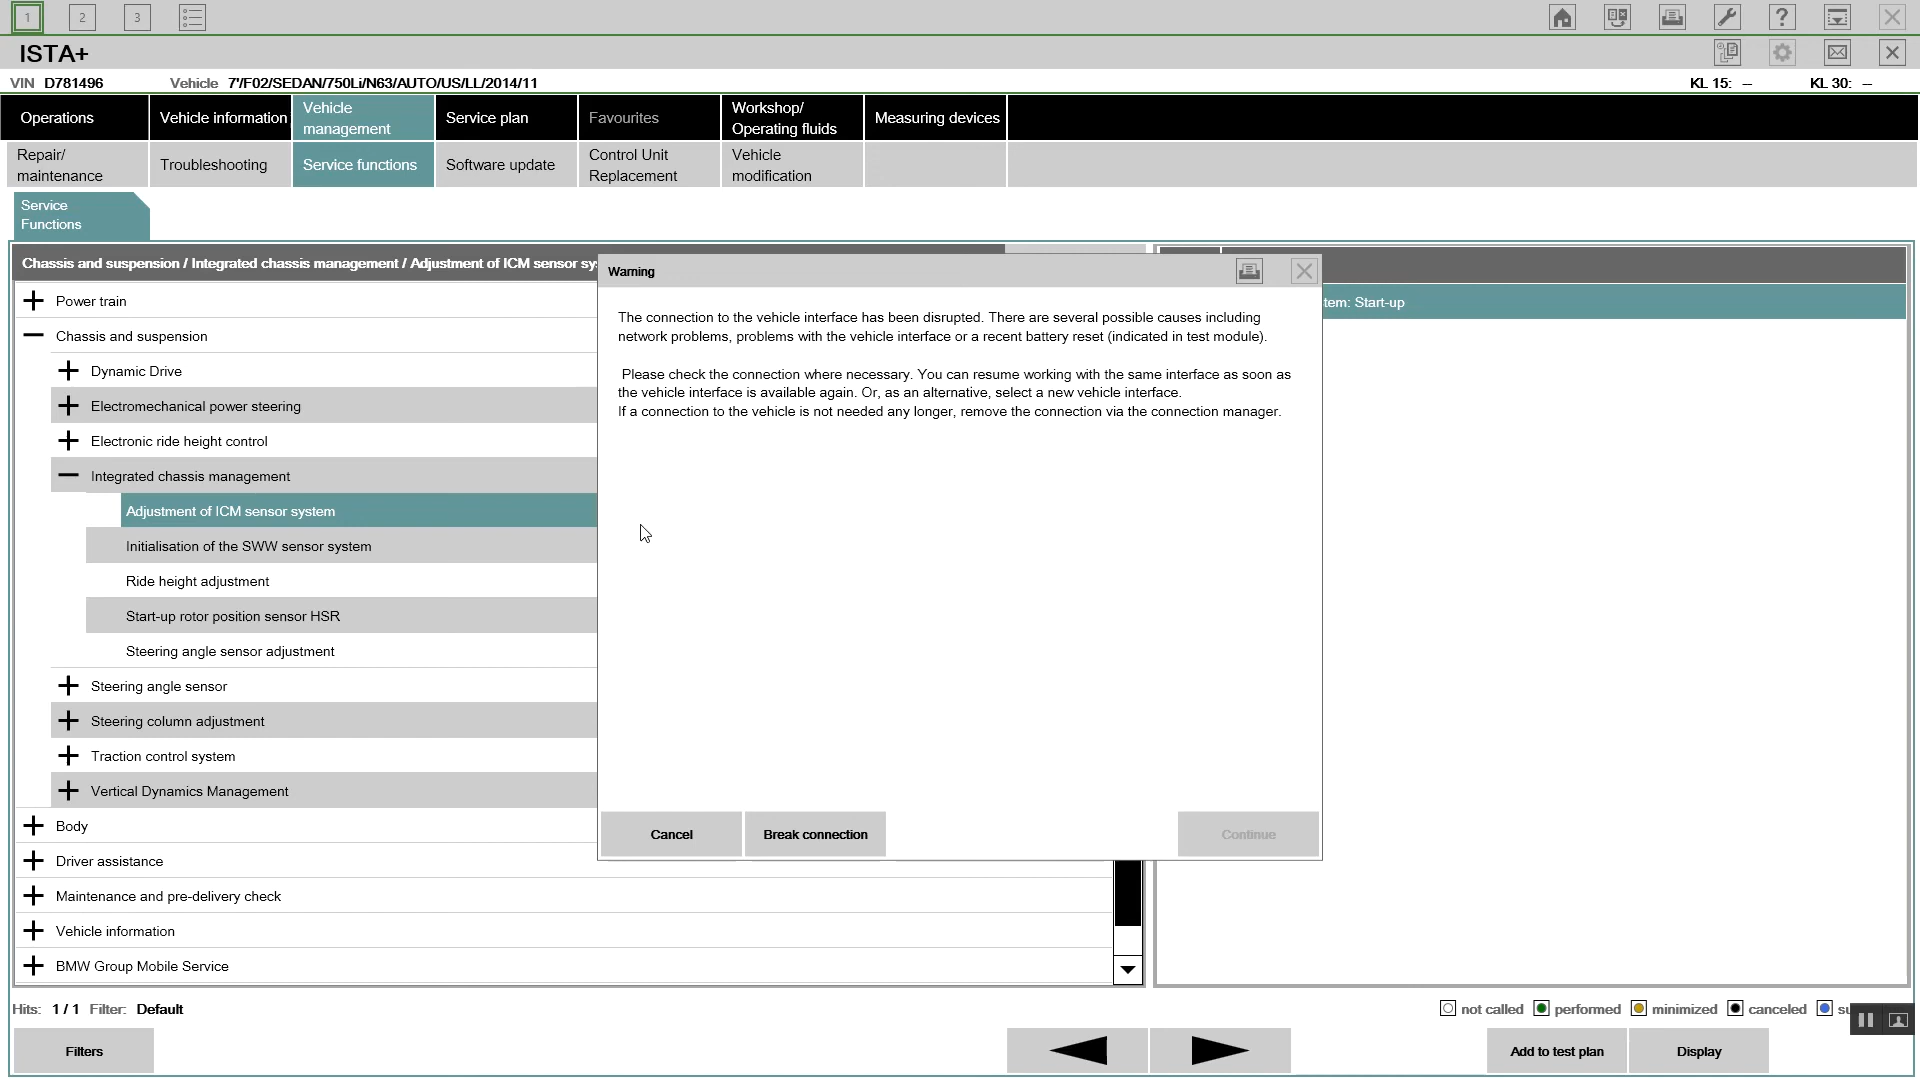 1
2
3
ISTA+
VIN D781496 Vehicle 7'/F02/SEDAN/750Li/N63/AUTO/US/LL/2014/11 KL 15: – KL 30: –
Operations
Vehicle information
Vehicle
management
Service plan
Favourites
Workshop/
Operating fluids
Measuring devices
Repair/
maintenance
Troubleshooting
Service functions
Software update
Control Unit
Replacement
Vehicle
modification
Service
Functions
Chassis and suspension / Integrated chassis management / Adjustment of ICM sensor sy
+ Power train
– Chassis and suspension
+ Dynamic Drive
+ Electromechanical power steering
+ Electronic ride height control
– Integrated chassis management
Adjustment of ICM sensor system
Initialisation of the SWW sensor system
Ride height adjustment
Start-up rotor position sensor HSR
Steering angle sensor adjustment
+ Steering angle sensor
+ Steering column adjustment
+ Traction control system
+ Vertical Dynamics Management
+ Body
+ Driver assistance
+ Maintenance and pre-delivery check
+ Vehicle information
+ BMW Group Mobile Service
Warning
The connection to the vehicle interface has been disrupted. There are several possible causes including
network problems, problems with the vehicle interface or a recent battery reset (indicated in test module).
Please check the connection where necessary. You can resume working with the same interface as soon as
the vehicle interface is available again. Or, as an alternative, select a new vehicle interface.
If a connection to the vehicle is not needed any longer, remove the connection via the connection manager.
Cancel
Break connection
Continue
tem: Start-up
Hits: 1 / 1 Filter: Default
not called performed minimized canceled su
Filters
Add to test plan
Display